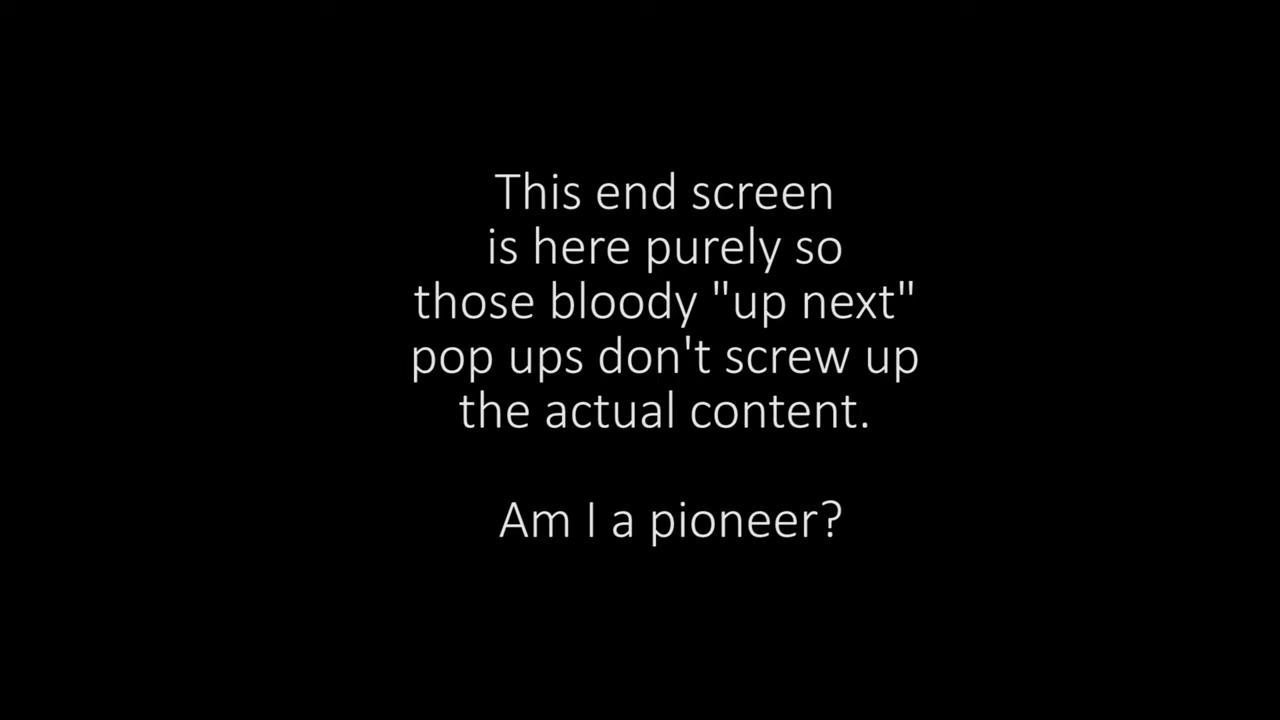 This end screen
is here purely so
those bloody "up next"
pop ups don't screw up
the actual content.
Am I a pioneer?